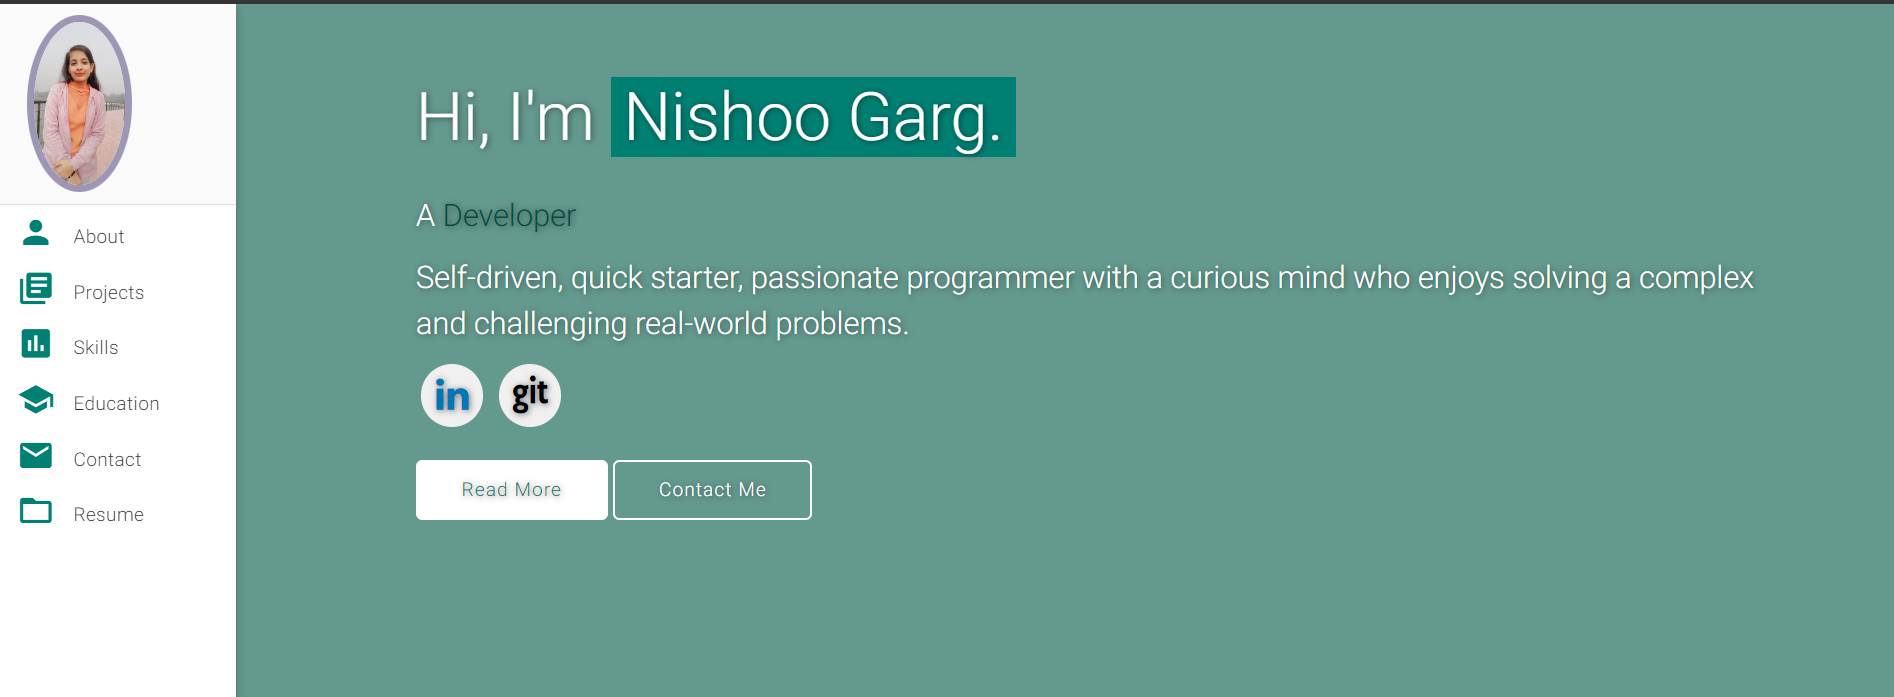 About
Projects
Skills
Education
Contact
Resume
Hi, I'm Nishoo Garg.
A Developer
Self-driven, quick starter, passionate programmer with a curious mind who enjoys solving a complex
and challenging real-world problems.
in git
Read More Contact Me